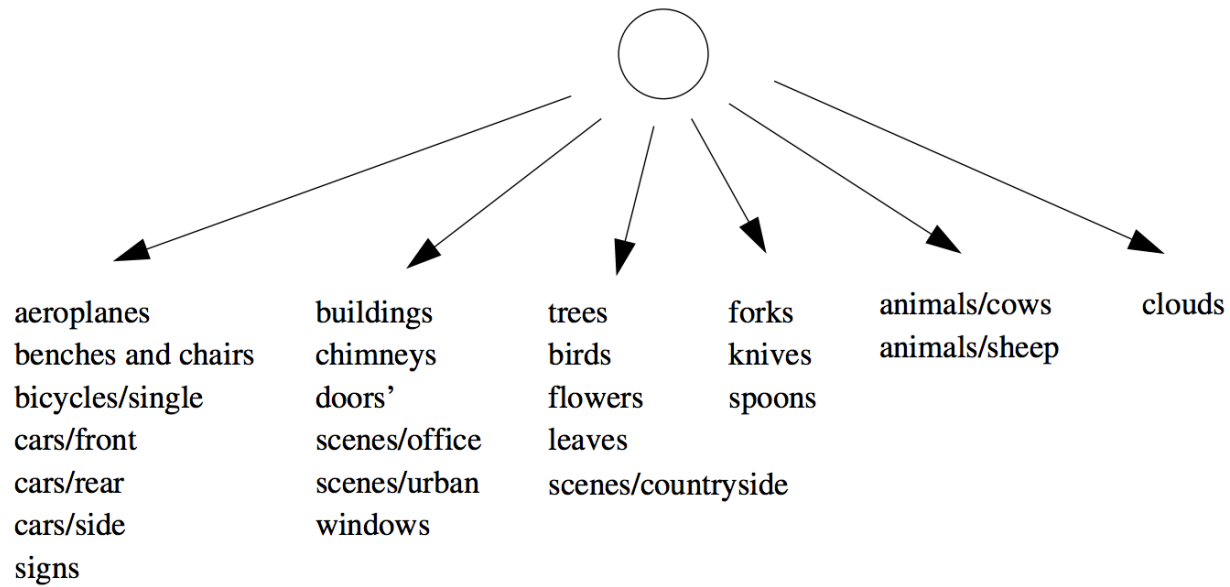 aeroplanes
benches and chairs
bicycles/single
cars/front
cars/rear
cars/side
signs
buildings
chimneys
doors’
scenes/office
scenes/urban
windows
trees
birds
flowers
leaves
scenes/countryside
forks
knives
spoons
animals/cows
animals/sheep
clouds